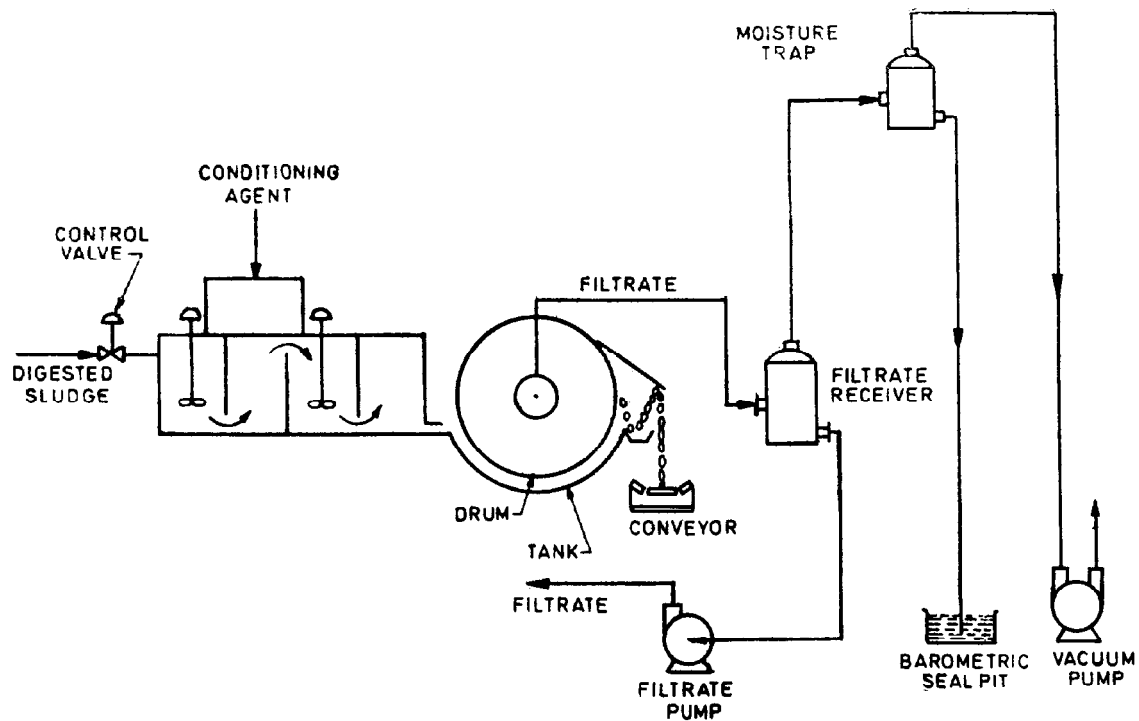 MOISTURE
TRAP
CONDITIONING
AGENT
CONTROL
VALVE
FILTRATE
DIGESTED
SLUDGE
FILTRATE
RECEIVER
DRUM
CONVEYOR
TANK
FILTRATE
BAROMETRIC
SEAL PIT
VACUUM
PUMP
FILTRATE
PUMP